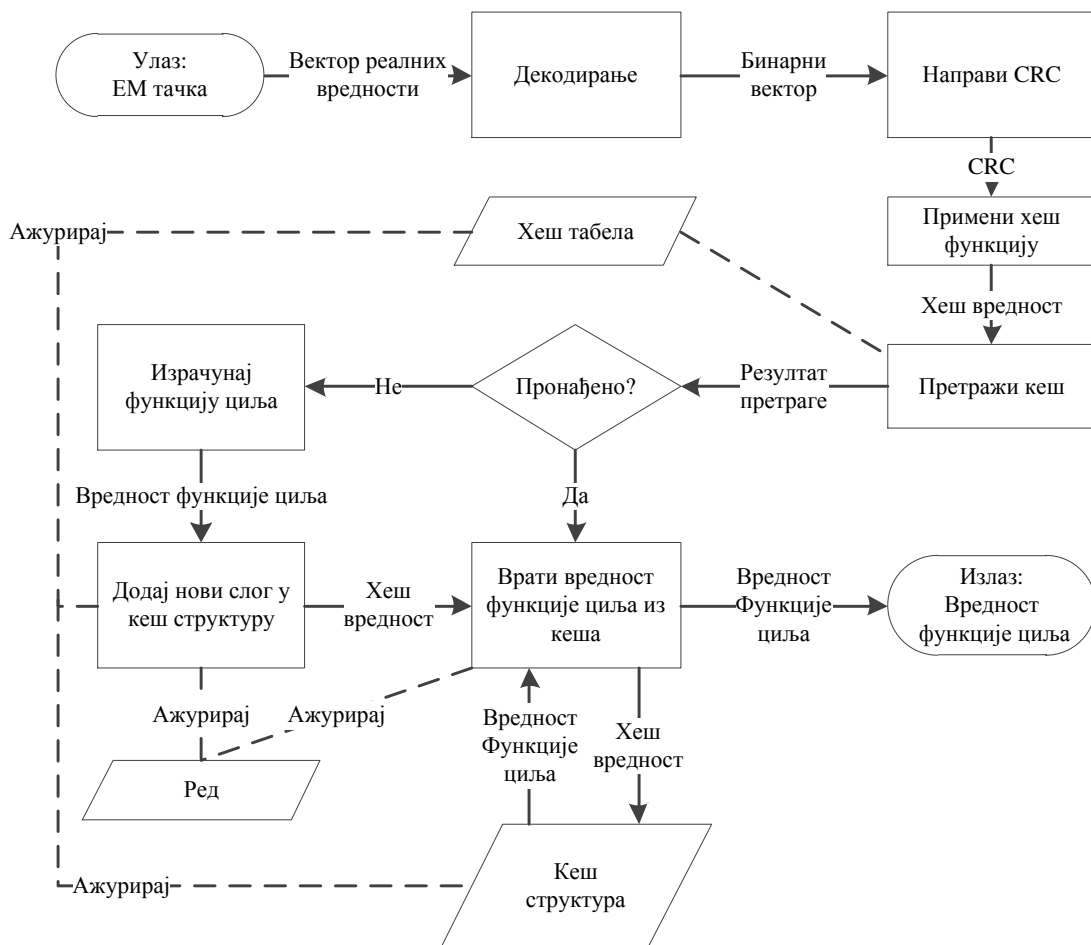 Улаз:
ЕМ тачка
Вектор реалних
вредности
Декодирање
Бинарни
вектор
Направи CRC
CRC
Примени хеш
функцију
Хеш вредност
Претражи кеш
Хеш табела
Ажурирај
Резултат
претраге
Пронађено?
Не
Израчунај
функцију циља
Вредност функције циља
Да
Додај нови слог у
кеш структуру
Хеш
вредност
Врати вредност
функције циља из
кеша
Вредност
Функције
циља
Излаз:
Вредност
функције циља
Ажурирај
Ажурирај
Ред
Вредност
Функције
циља
Хеш
вредност
Ажурирај
Кеш
структура